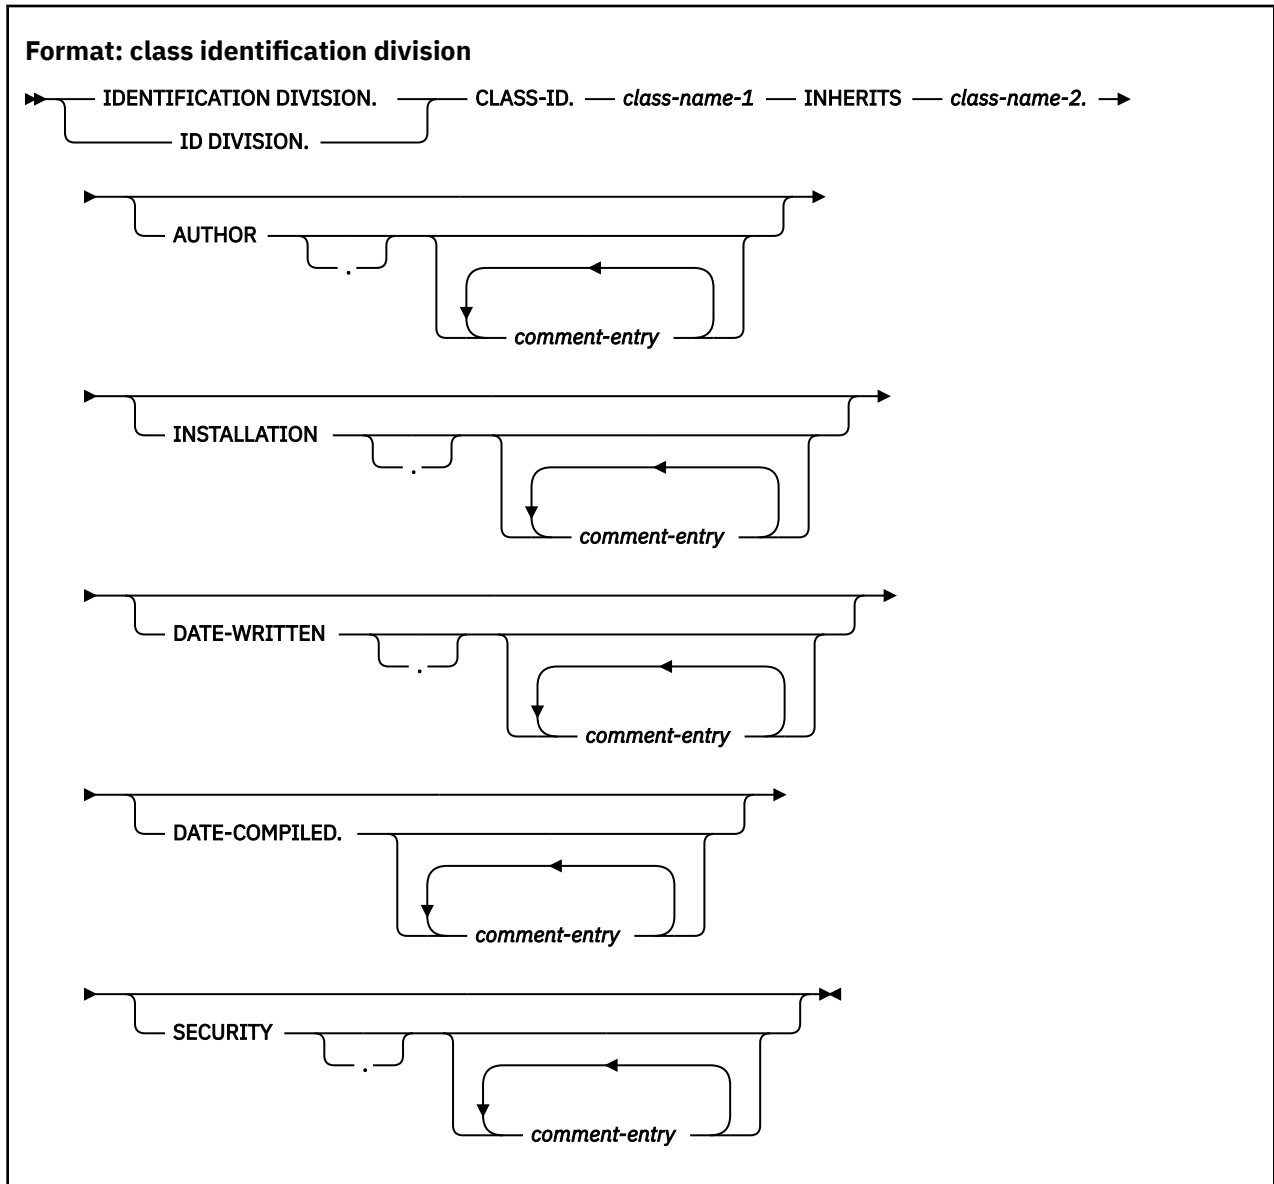 Format: class identification division
IDENTIFICATION DIVISION. CLASS-ID. class-name-1 INHERITS class-name-2.
ID DIVISION.
AUTHOR
.
comment-entry
INSTALLATION
.
comment-entry
DATE-WRITTEN
.
comment-entry
DATE-COMPILED.
comment-entry
SECURITY
.
comment-entry